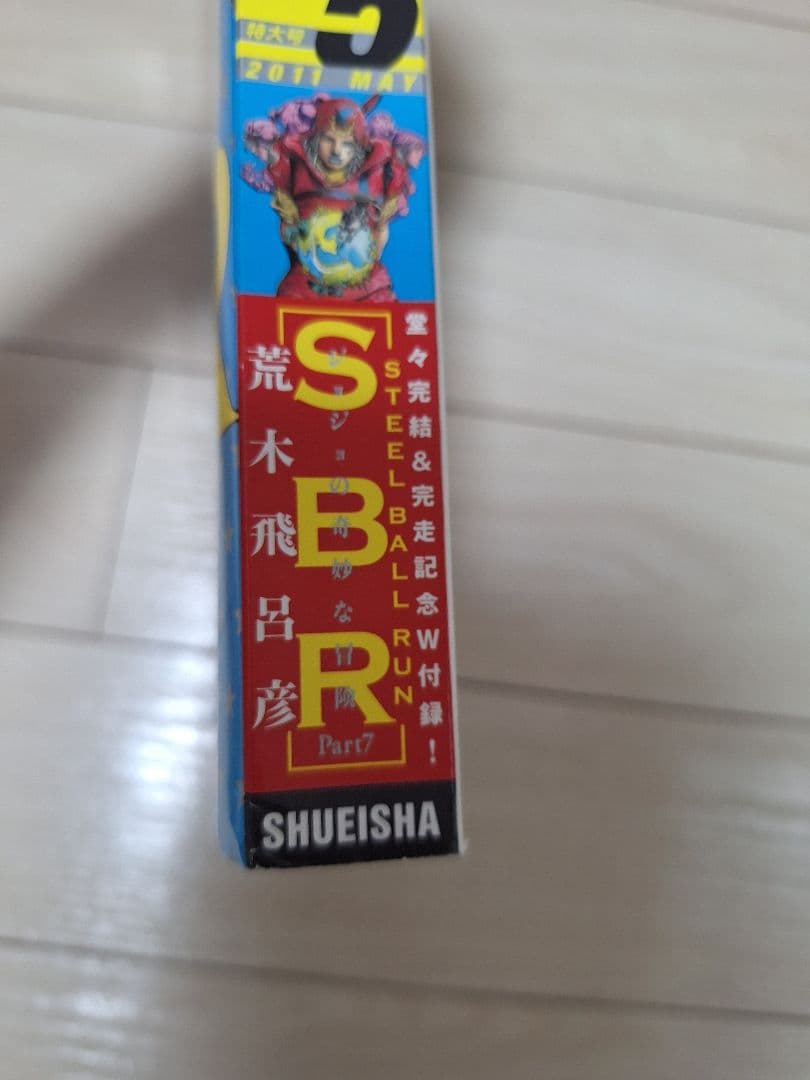 5
特大号
2011 MAY
堂々完結&完走記念W付録!
STEEL BALL RUN
SBR
ジョジョの奇妙な冒険
Part7
荒木飛呂彦
SHUEISHA